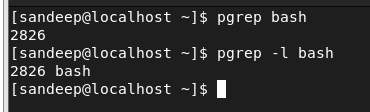 [sandeep@localhost ~]$ pgrep bash
2826
[sandeep@localhost ~]$ pgrep -l bash
2826 bash
[sandeep@localhost ~]$